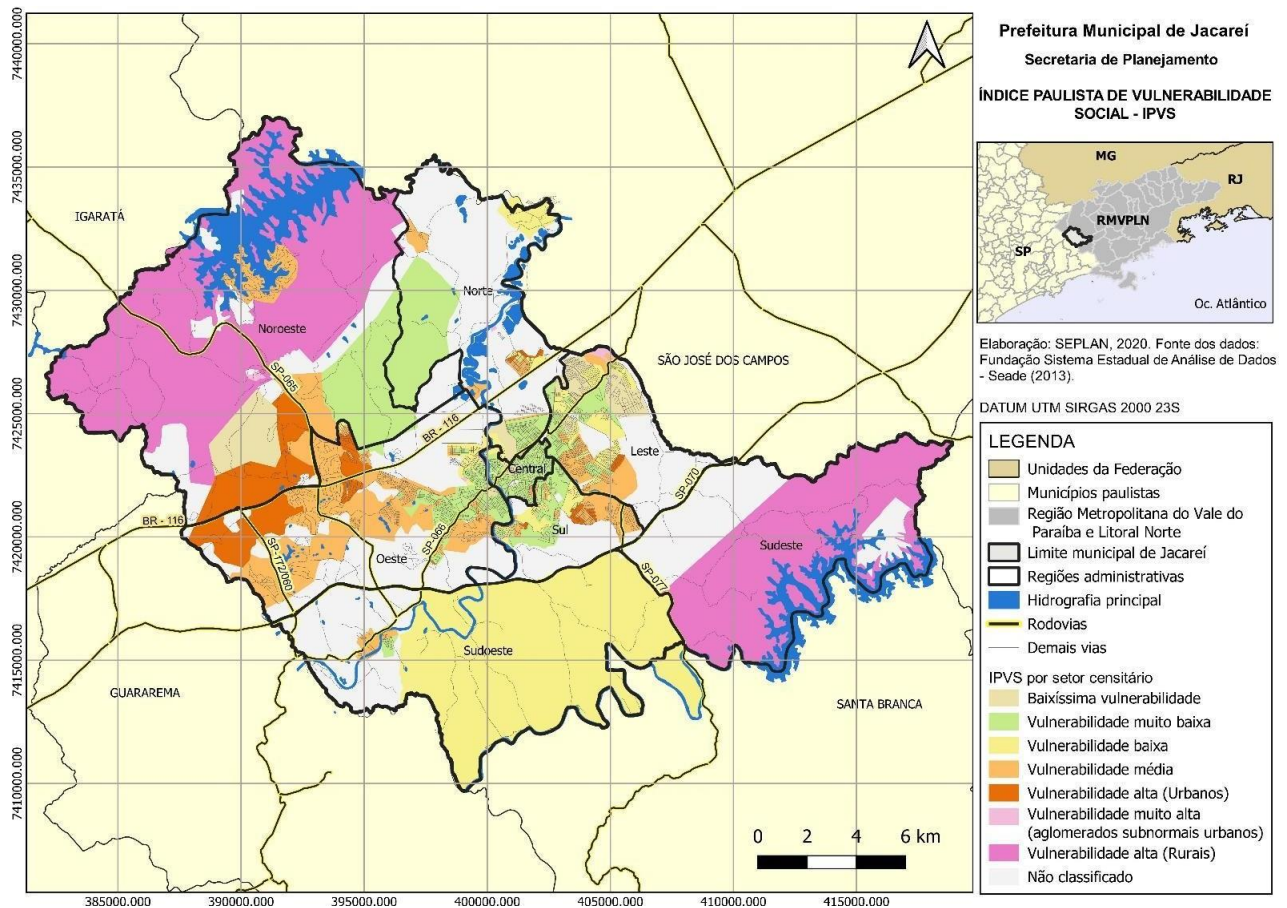 Prefeitura Municipal de Jacareí
Secretaria de Planejamento
ÍNDICE PAULISTA DE VULNERABILIDADE
SOCIAL - IPVS
MG
RJ
RMVPLN
SP
Oc. Atlântico
Elaboração: SEPLAN, 2020. Fonte dos dados:
Fundação Sistema Estadual de Análise de Dados
- Seade (2013).
DATUM UTM SIRGAS 2000 23S
LEGENDA
Unidades da Federação
Municípios paulistas
Região Metropolitana do Vale do
Paraíba e Litoral Norte
Limite municipal de Jacareí
Regiões administrativas
Hidrografia principal
Rodovias
Demais vias
IPVS por setor censitário
Baixíssima vulnerabilidade
Vulnerabilidade muito baixa
Vulnerabilidade baixa
Vulnerabilidade média
Vulnerabilidade alta (Urbanos)
Vulnerabilidade muito alta
(aglomerados subnormais urbanos)
Vulnerabilidade alta (Rurais)
Não classificado
7440000.000
7435000.000
7430000.000
7425000.000
7420000.000
7415000.000
7410000.000
IGARATÁ
Norte
Noroeste
SÃO JOSÉ DOS CAMPOS
SP-065
BR - 116
Leste
Central
SP-070
BR - 116
Sul
SP-066
Oeste
Sudeste
SP-172/060
SP-077
Sudoeste
GUARAREMA
SANTA BRANCA
0 2 4 6 km
385000.000 390000.000 395000.000 400000.000 405000.000 410000.000 415000.000